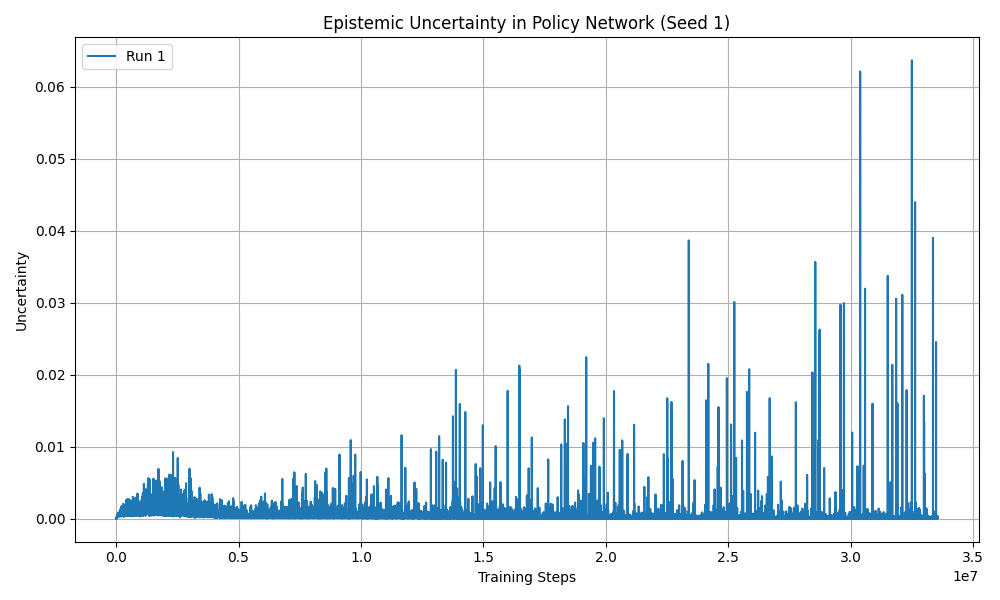 Epistemic Uncertainty in Policy Network (Seed 1)
Run 1
Uncertainty
0.06
0.05
0.04
0.03
0.02
0.01
0.00
0.0 0.5 1.0 1.5 2.0 2.5 3.0 3.5
1e7
Training Steps